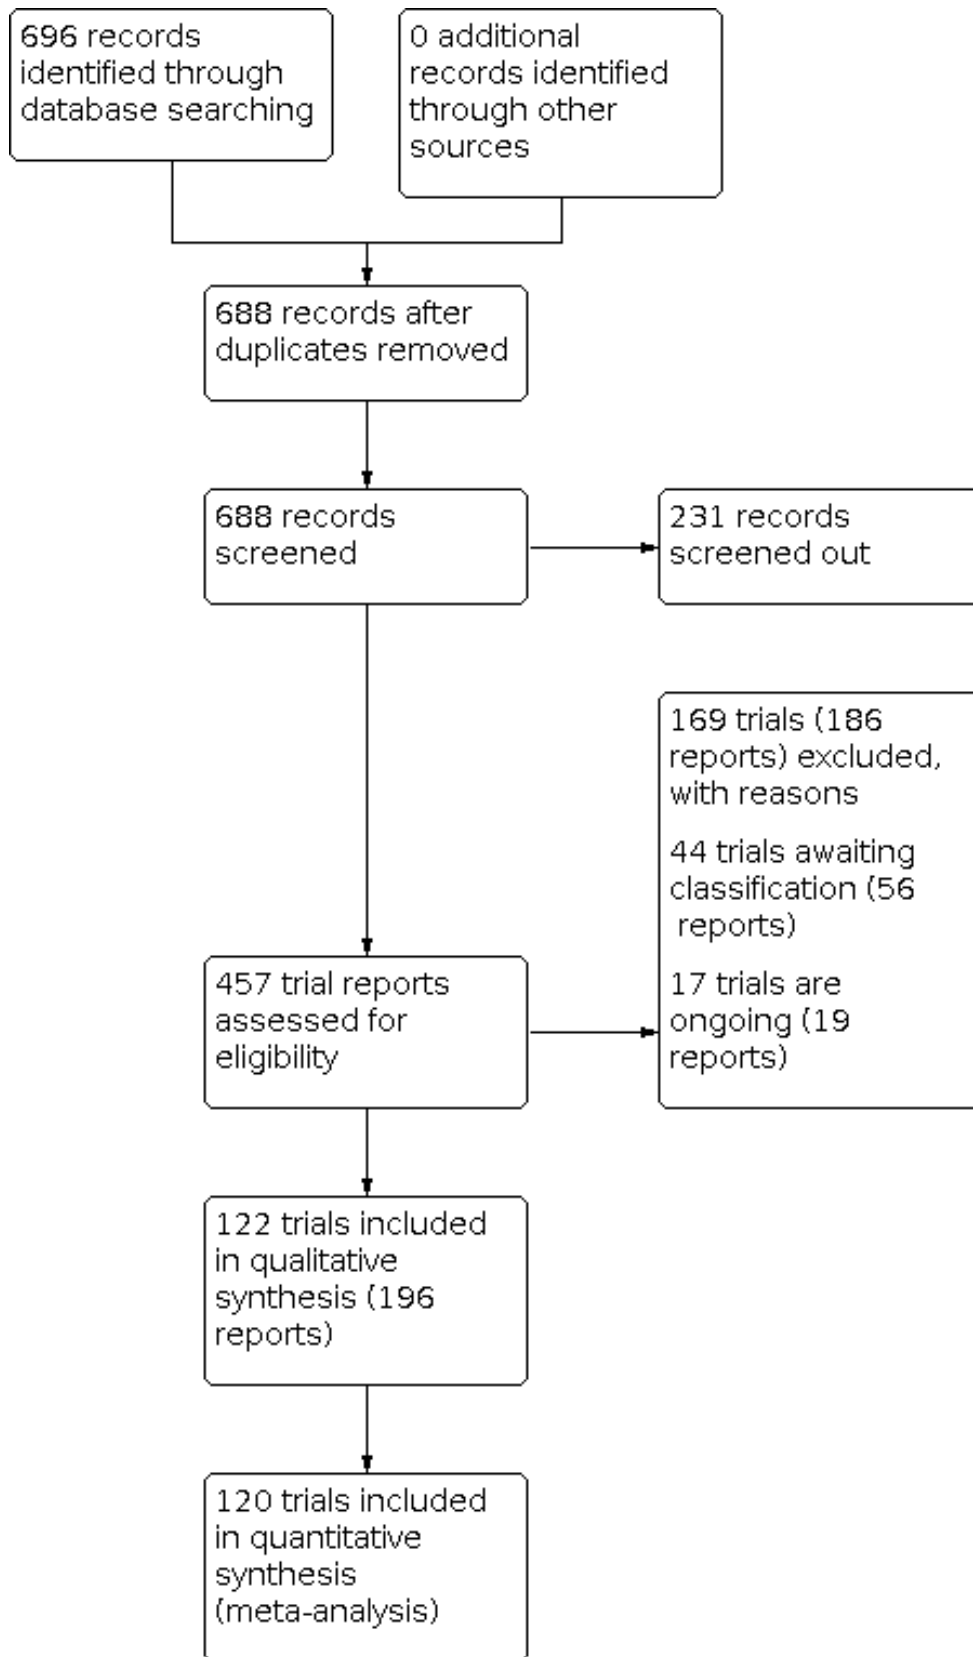 696 records
identified through
database searching
0 additional
records identified
through other
sources
688 records after
duplicates removed
688 records
screened
231 records
screened out
169 trials (186
reports) excluded,
with reasons
44 trials awaiting
classification (56
reports)
17 trials are
ongoing (19
reports)
457 trial reports
assessed for
eligibility
122 trials included
in qualitative
synthesis (196
reports)
120 trials included
in quantitative
synthesis
(meta-analysis)